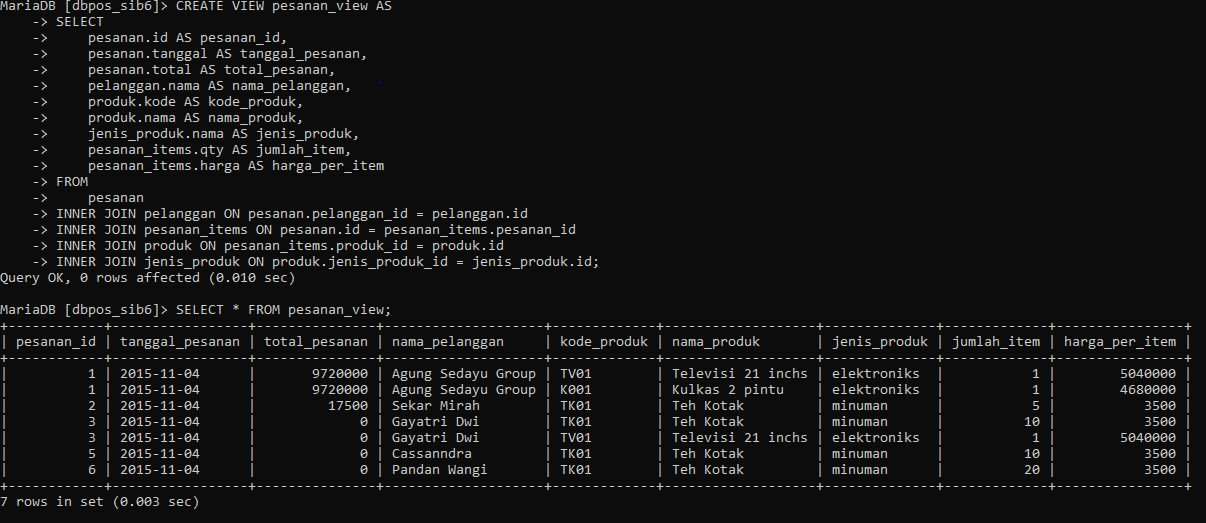 MariaDB [dbpos_sib6]> CREATE VIEW pesanan_view AS
    -> SELECT
    ->     pesanan.id AS pesanan_id,
    ->     pesanan.tanggal AS tanggal_pesanan,
    ->     pesanan.total AS total_pesanan,
    ->     pelanggan.nama AS nama_pelanggan,
    ->     produk.kode AS kode_produk,
    ->     produk.nama AS nama_produk,
    ->     jenis_produk.nama AS jenis_produk,
    ->     pesanan_items.qty AS jumlah_item,
    ->     pesanan_items.harga AS harga_per_item
    -> FROM
    ->     pesanan
    -> INNER JOIN pelanggan ON pesanan.pelanggan_id = pelanggan.id
    -> INNER JOIN pesanan_items ON pesanan.id = pesanan_items.pesanan_id
    -> INNER JOIN produk ON pesanan_items.produk_id = produk.id
    -> INNER JOIN jenis_produk ON produk.jenis_produk_id = jenis_produk.id;
Query OK, 0 rows affected (0.010 sec)

MariaDB [dbpos_sib6]> SELECT * FROM pesanan_view;
+------------+-----------------+---------------+--------------------+-------------+-------------------+--------------+-------------+----------------+
| pesanan_id | tanggal_pesanan | total_pesanan | nama_pelanggan     | kode_produk | nama_produk       | jenis_produk | jumlah_item | harga_per_item |
+------------+-----------------+---------------+--------------------+-------------+-------------------+--------------+-------------+----------------+
|          1 | 2015-11-04      |       9720000 | Agung Sedayu Group | TV01        | Televisi 21 inchs | elektroniks  |           1 |        5040000 |
|          1 | 2015-11-04      |       9720000 | Agung Sedayu Group | K001        | Kulkas 2 pintu    | elektroniks  |           1 |        4680000 |
|          2 | 2015-11-04      |         17500 | Sekar Mirah        | TK01        | Teh Kotak         | minuman      |           5 |           3500 |
|          3 | 2015-11-04      |             0 | Gayatri Dwi        | TK01        | Teh Kotak         | minuman      |          10 |           3500 |
|          3 | 2015-11-04      |             0 | Gayatri Dwi        | TV01        | Televisi 21 inchs | elektroniks  |           1 |        5040000 |
|          5 | 2015-11-04      |             0 | Cassanndra         | TK01        | Teh Kotak         | minuman      |          10 |           3500 |
|          6 | 2015-11-04      |             0 | Pandan Wangi       | TK01        | Teh Kotak         | minuman      |          20 |           3500 |
+------------+-----------------+---------------+--------------------+-------------+-------------------+--------------+-------------+----------------+
7 rows in set (0.003 sec)